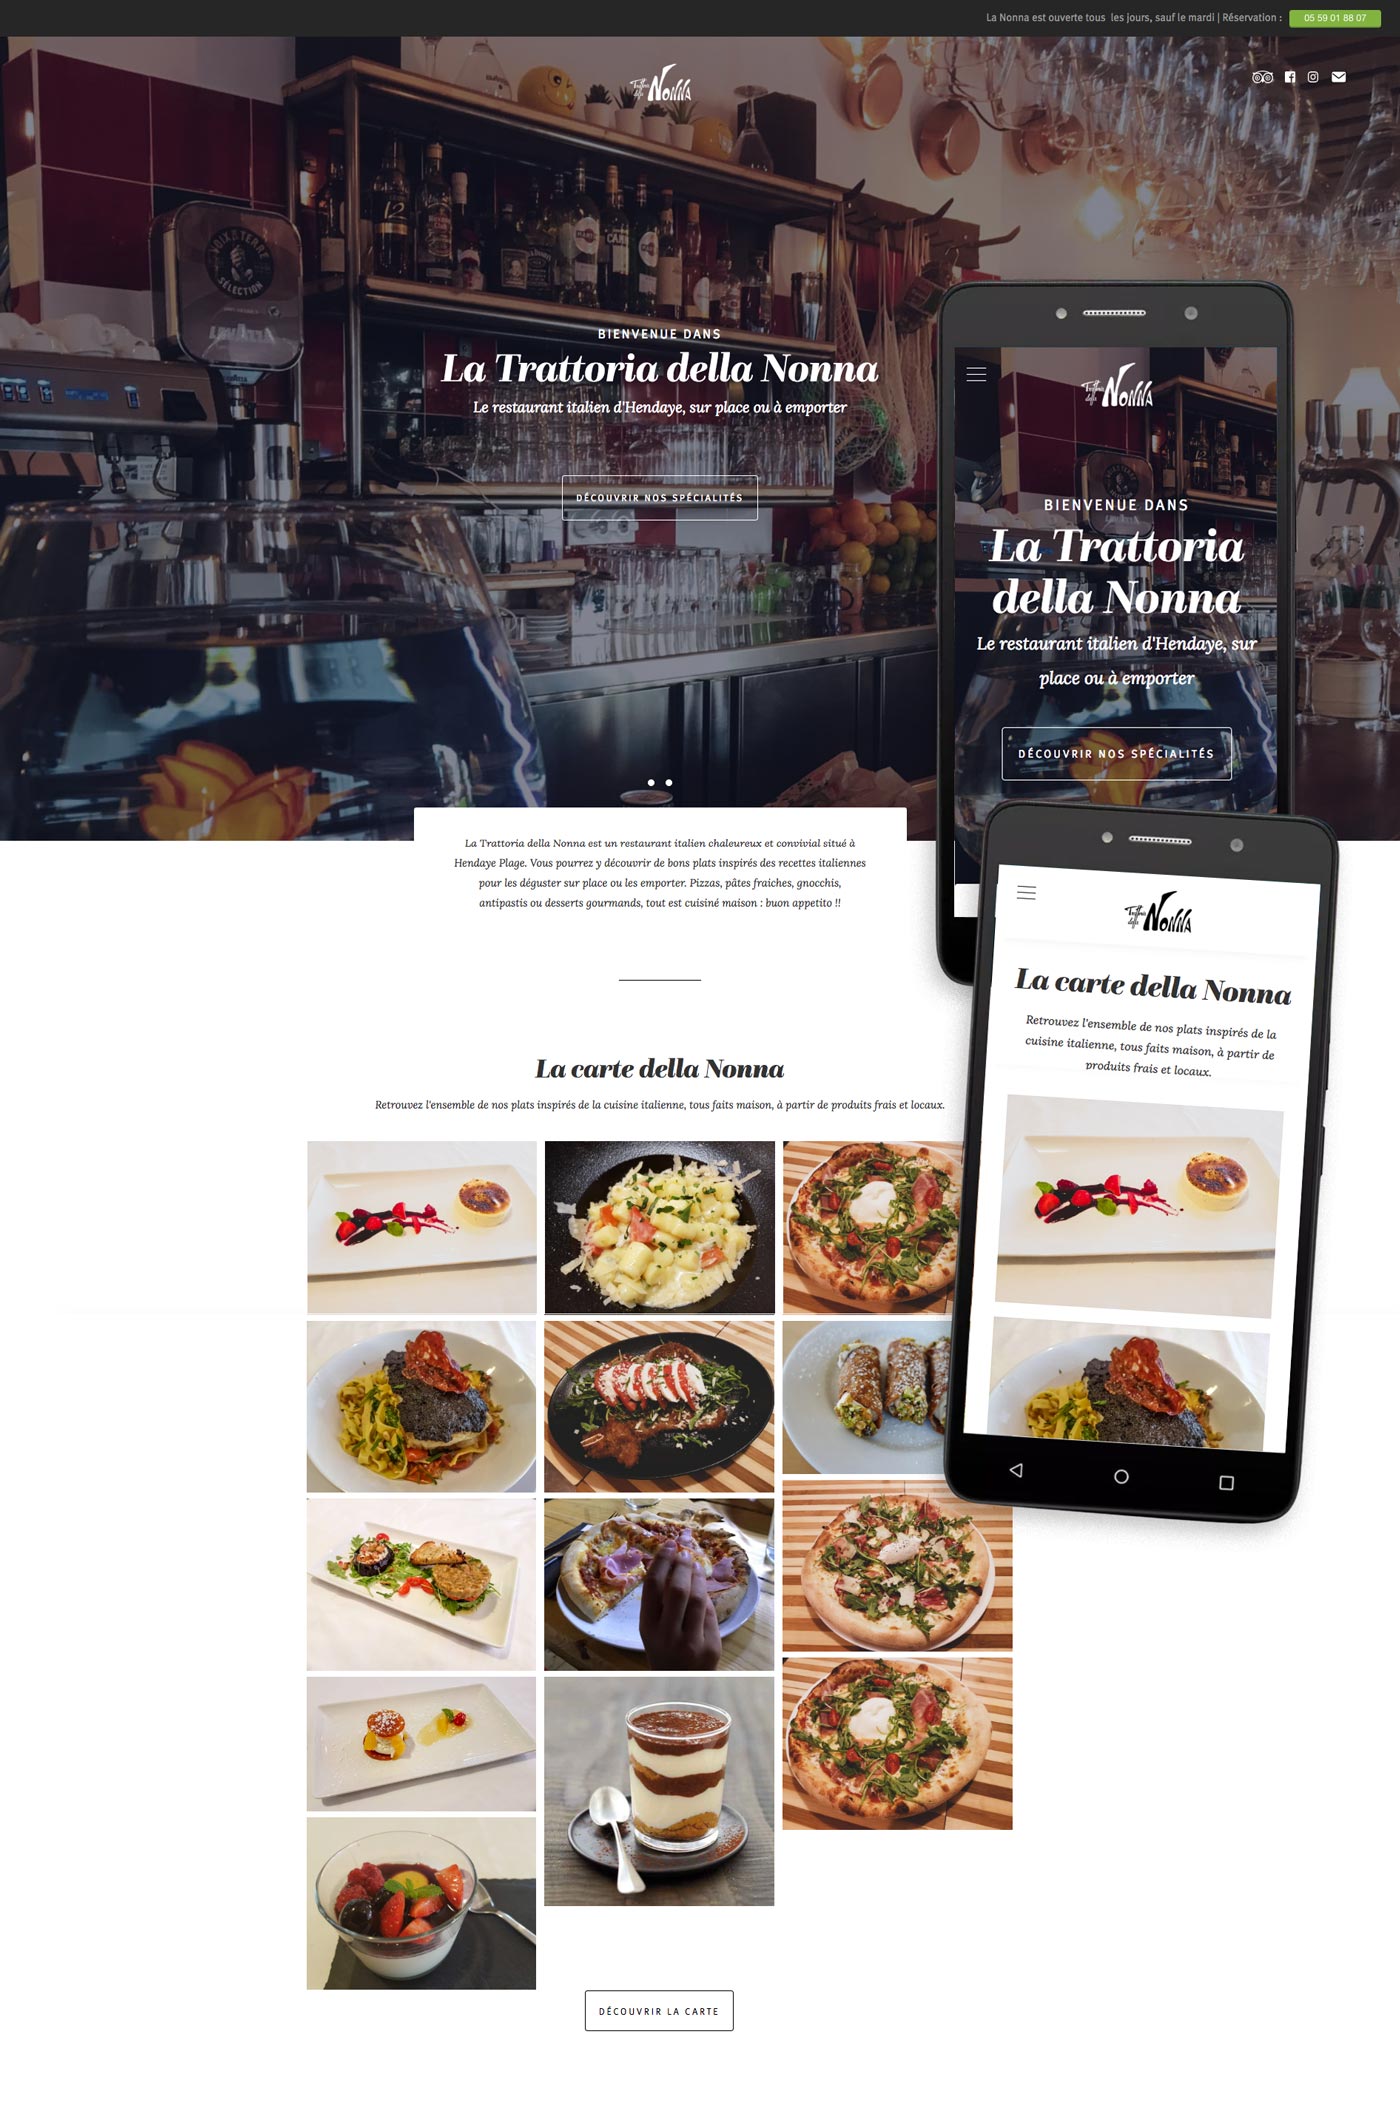 La Nonna est ouverte tous les jours, sauf le mardi | Réservation : 05 59 01 88 07
Trattoria della Nonna
BIENVENUE DANS
La Trattoria della Nonna
Le restaurant italien d'Hendaye, sur place ou à emporter
DÉCOUVRIR NOS SPÉCIALITÉS
NOIX DE TERRE
SÉLECTION
LAVAZZA
12
MARTINI
CAMPARI
La Trattoria della Nonna est un restaurant italien chaleureux et convivial situé à
Hendaye Plage. Vous pourrez y découvrir de bons plats inspirés des recettes italiennes
pour les déguster sur place ou les emporter. Pizzas, pâtes fraiches, gnocchis,
antipastis ou desserts gourmands, tout est cuisiné maison : buon appetito !!
La carte della Nonna
Retrouvez l'ensemble de nos plats inspirés de la cuisine italienne, tous faits maison, à partir de produits frais et locaux.
DÉCOUVRIR LA CARTE
Trattoria della Nonna
BIENVENUE DANS
La Trattoria
della Nonna
Le restaurant italien d'Hendaye, sur
place ou à emporter
DÉCOUVRIR NOS SPÉCIALITÉS
Trattoria della Nonna
La carte della Nonna
Retrouvez l'ensemble de nos plats inspirés de la
cuisine italienne, tous faits maison, à partir de
produits frais et locaux.